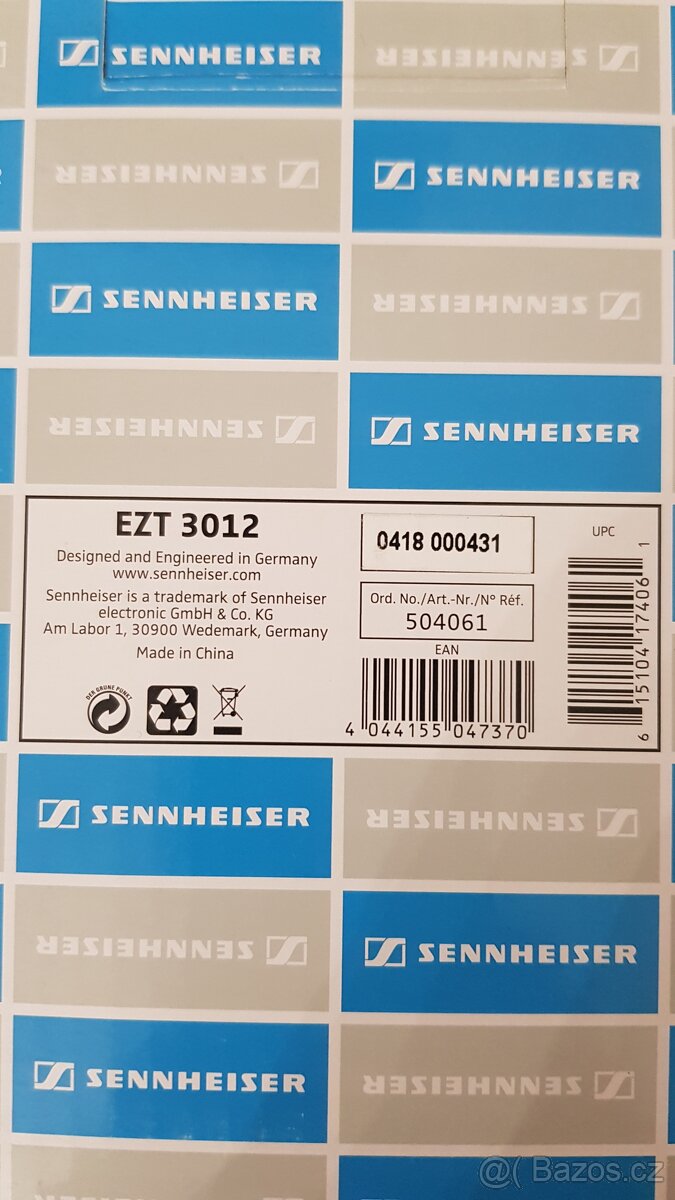 SENNHEISER
SENNHEISER
SENNHEISER
SENNHEISER
SENNHEISER
SENNHEISER
SENNHEISER
SENNHEISER
EZT 3012
Designed and Engineered in Germany
www.sennheiser.com
Sennheiser is a trademark of Sennheiser
electronic GmbH & Co. KG
Am Labor 1, 30900 Wedemark, Germany
Made in China
DER GRÜNE PUNKT
0418 000431
Ord. No./Art.-Nr./N° Réf.
504061
EAN
4 044155 047370
UPC
6 15104 17406 1
SENNHEISER
SENNHEISER
SENNHEISER
SENNHEISER
SENNHEISER
SENNHEISER
@( Bazos.cz